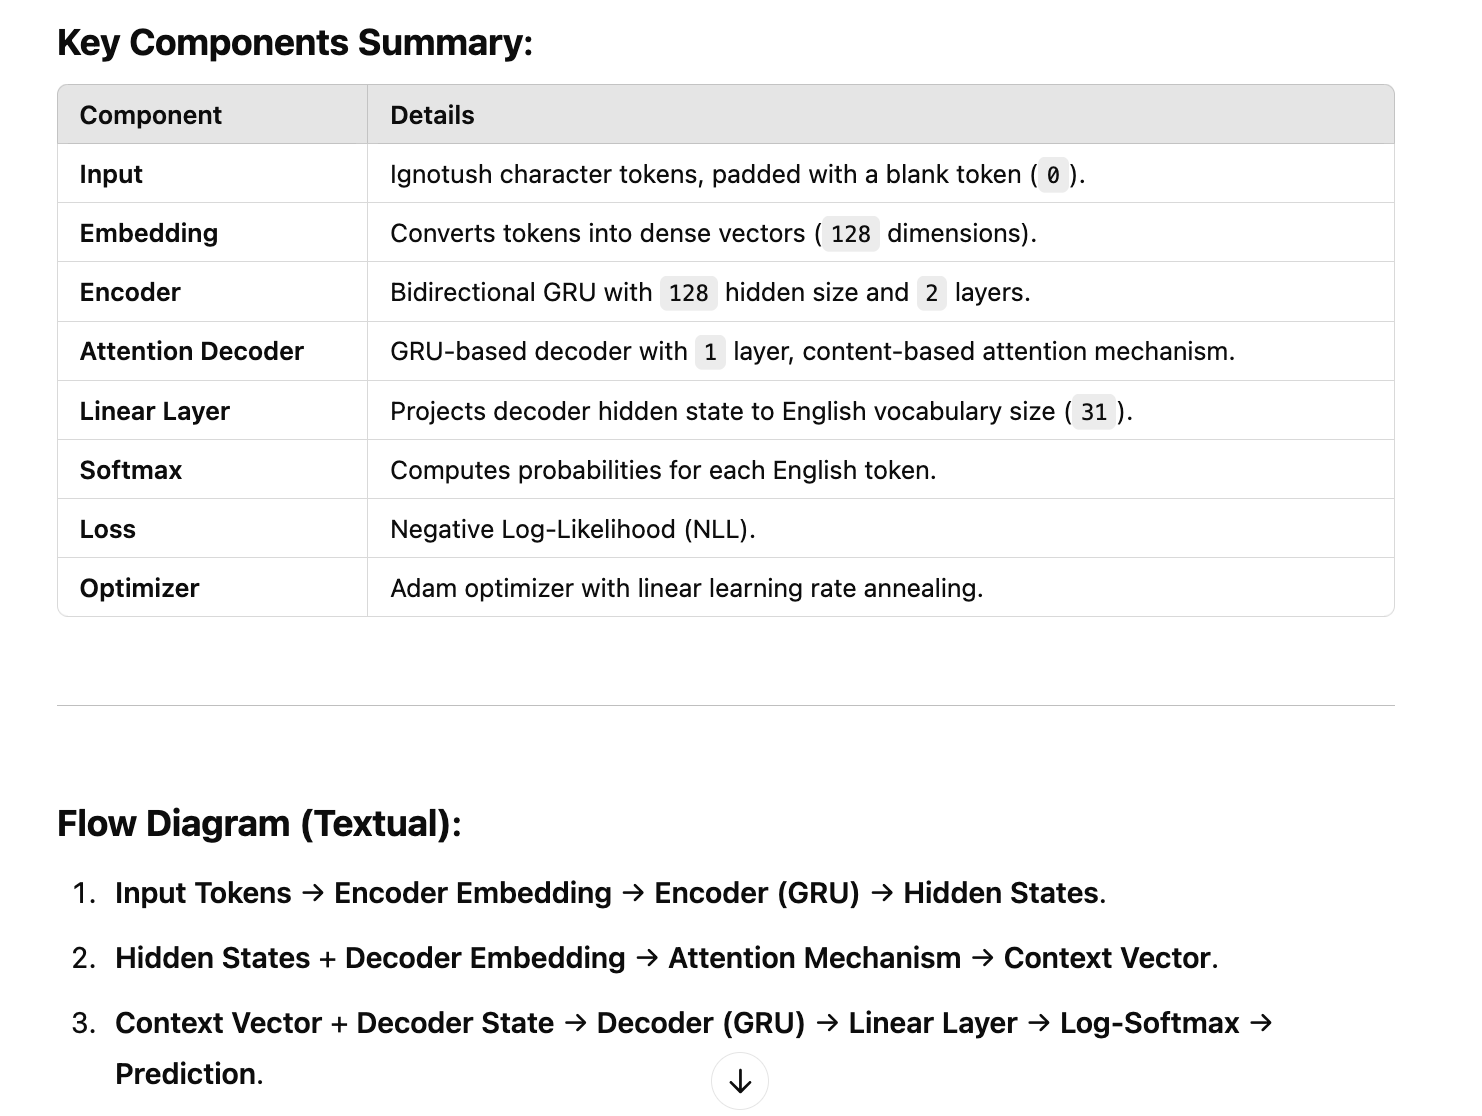 Key Components Summary:
Component Details
Input Ignotush character tokens, padded with a blank token ( 0 ).
Embedding Converts tokens into dense vectors ( 128 dimensions).
Encoder Bidirectional GRU with 128 hidden size and 2 layers.
Attention Decoder GRU-based decoder with 1 layer, content-based attention mechanism.
Linear Layer Projects decoder hidden state to English vocabulary size ( 31 ).
Softmax Computes probabilities for each English token.
Loss Negative Log-Likelihood (NLL).
Optimizer Adam optimizer with linear learning rate annealing.
Flow Diagram (Textual):
1. Input Tokens → Encoder Embedding → Encoder (GRU) → Hidden States.
2. Hidden States + Decoder Embedding → Attention Mechanism → Context Vector.
3. Context Vector + Decoder State → Decoder (GRU) → Linear Layer → Log-Softmax →
Prediction.